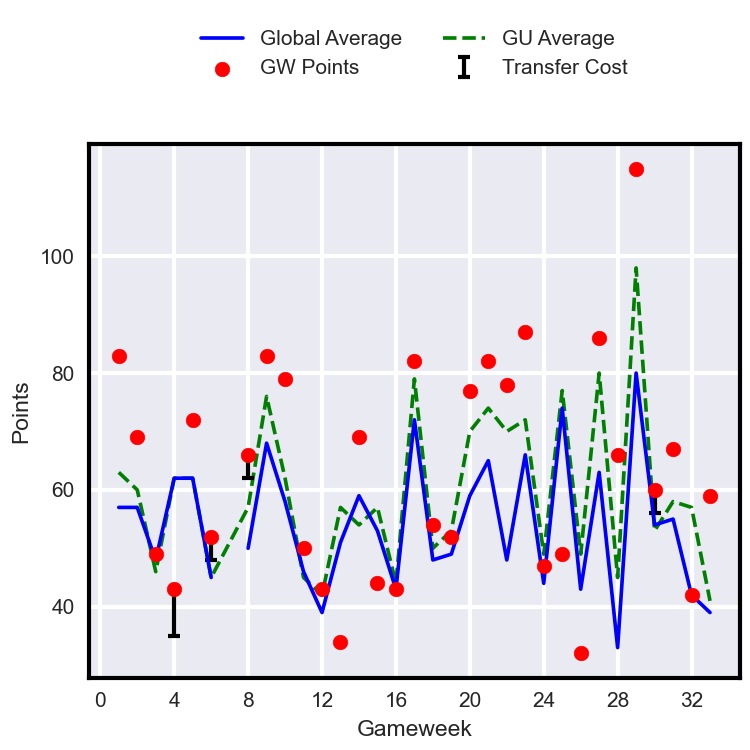 Global Average GU Average
GW Points Transfer Cost
100
80
60
40
Points
0 4 8 12 16 20 24 28 32
Gameweek